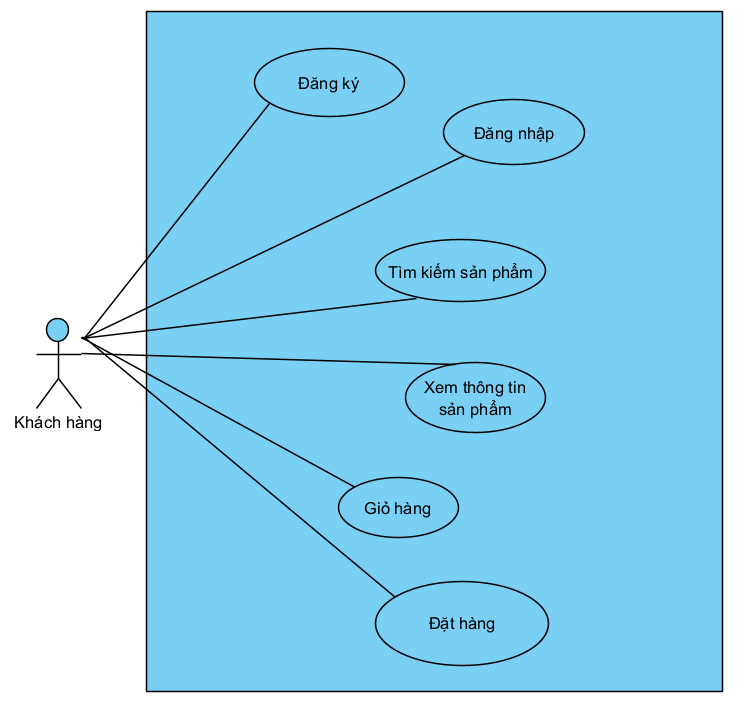 Đăng ký
Đăng nhập
Tìm kiếm sản phẩm
Xem thông tin
sản phẩm
Khách hàng
Giỏ hàng
Đặt hàng